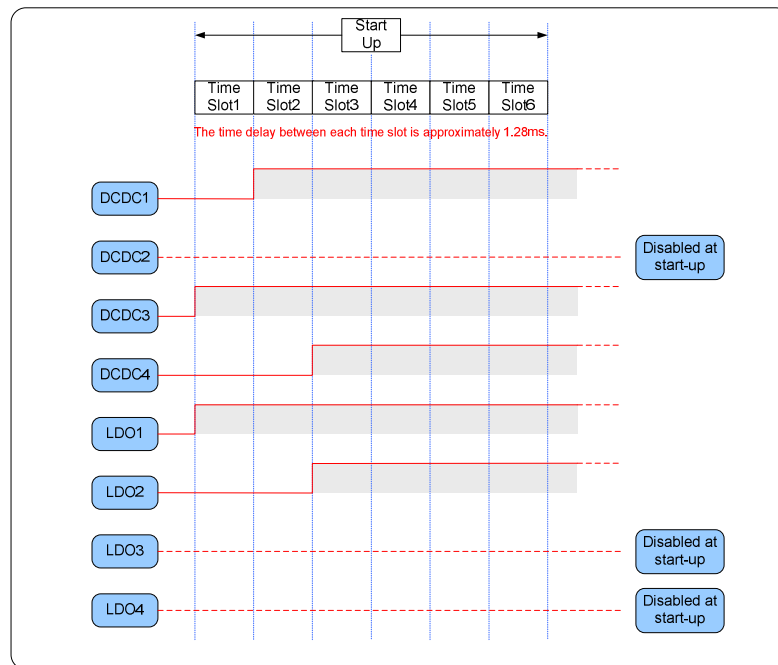 Start
Up
Time
Slot1
Time
Slot2
Time
Slot3
Time
Slot4
Time
Slot5
Time
Slot6
The time delay between each time slot is approximately 1.28ms.
DCDC1
DCDC2
Disabled at
start-up
DCDC3
DCDC4
LDO1
LDO2
LDO3
Disabled at
start-up
LDO4
Disabled at
start-up